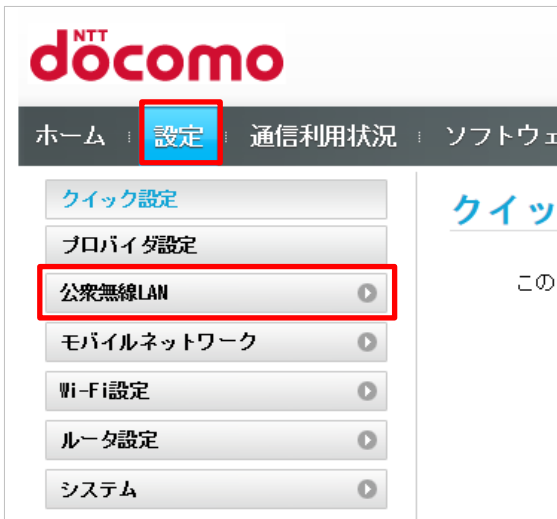 NTT
docomo
ホーム 設定 通信利用状況 ソフトウェ
クイック設定
クイッ
プロバイダ設定
公衆無線LAN
この
モバイルネットワーク
Wi-Fi設定
ルータ設定
システム